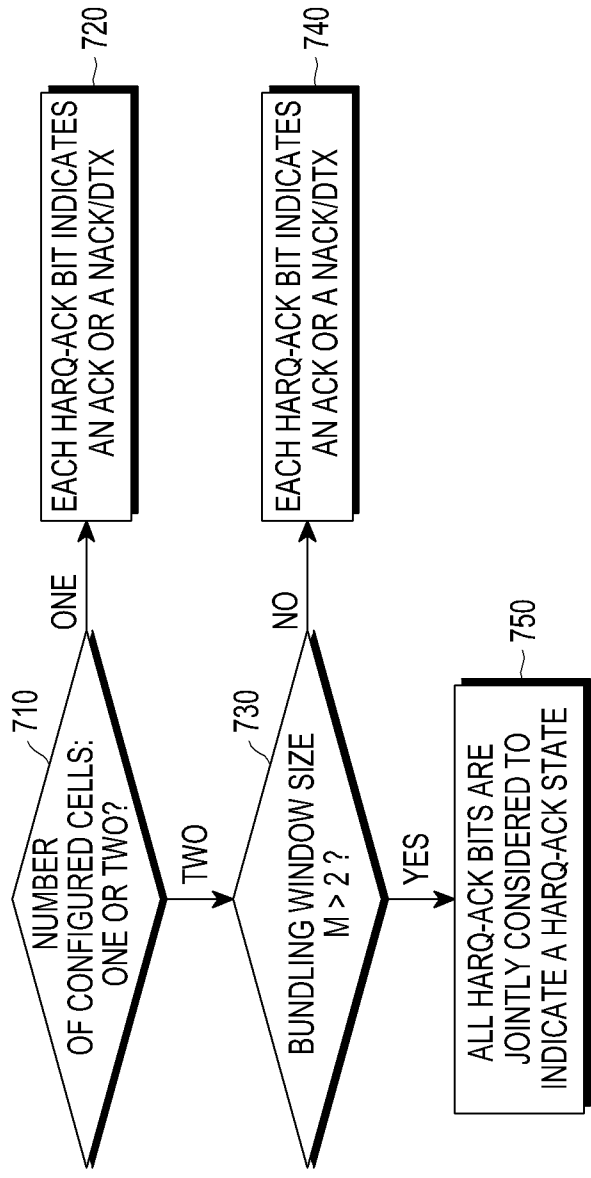 710
NUMBER
OF CONFIGURED CELLS:
ONE OR TWO?
ONE
720
EACH HARQ-ACK BIT INDICATES
AN ACK OR A NACK/DTX
TWO
730
BUNDLING WINDOW SIZE
M > 2 ?
NO
740
EACH HARQ-ACK BIT INDICATES
AN ACK OR A NACK/DTX
YES
750
ALL HARQ-ACK BITS ARE
JOINTLY CONSIDERED TO
INDICATE A HARQ-ACK STATE